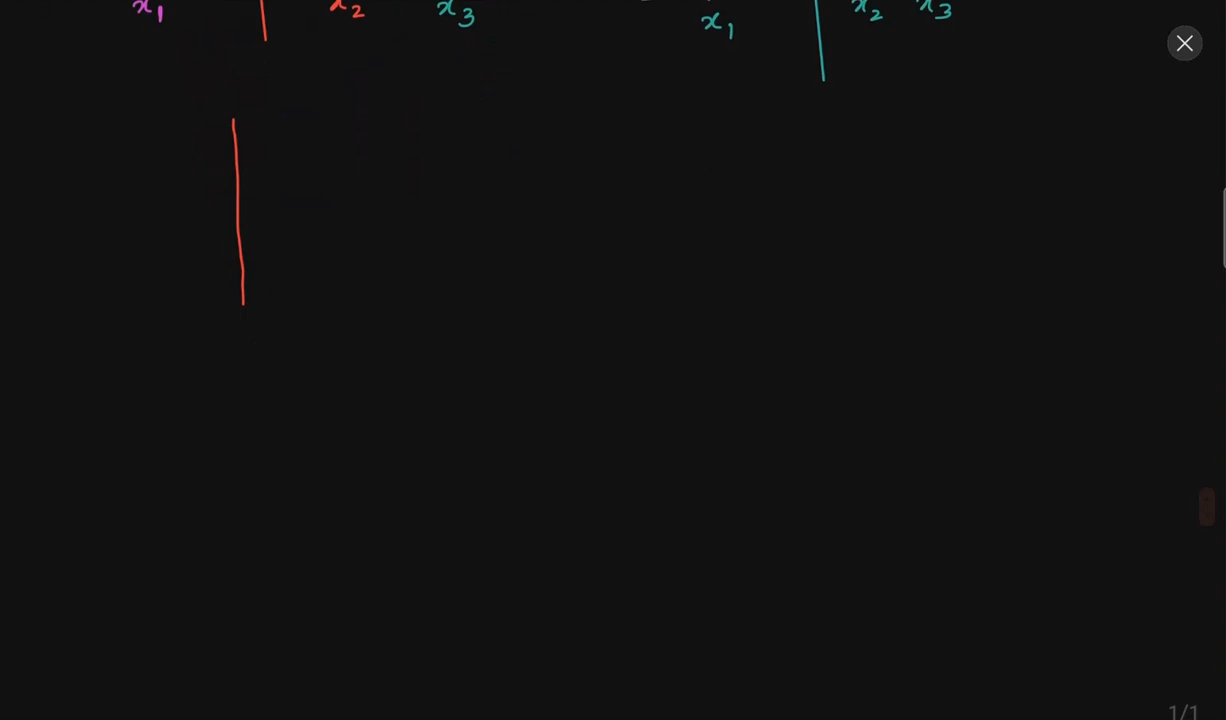 x₁ x₂ x₃ x₁ x₂ x₃
1/1